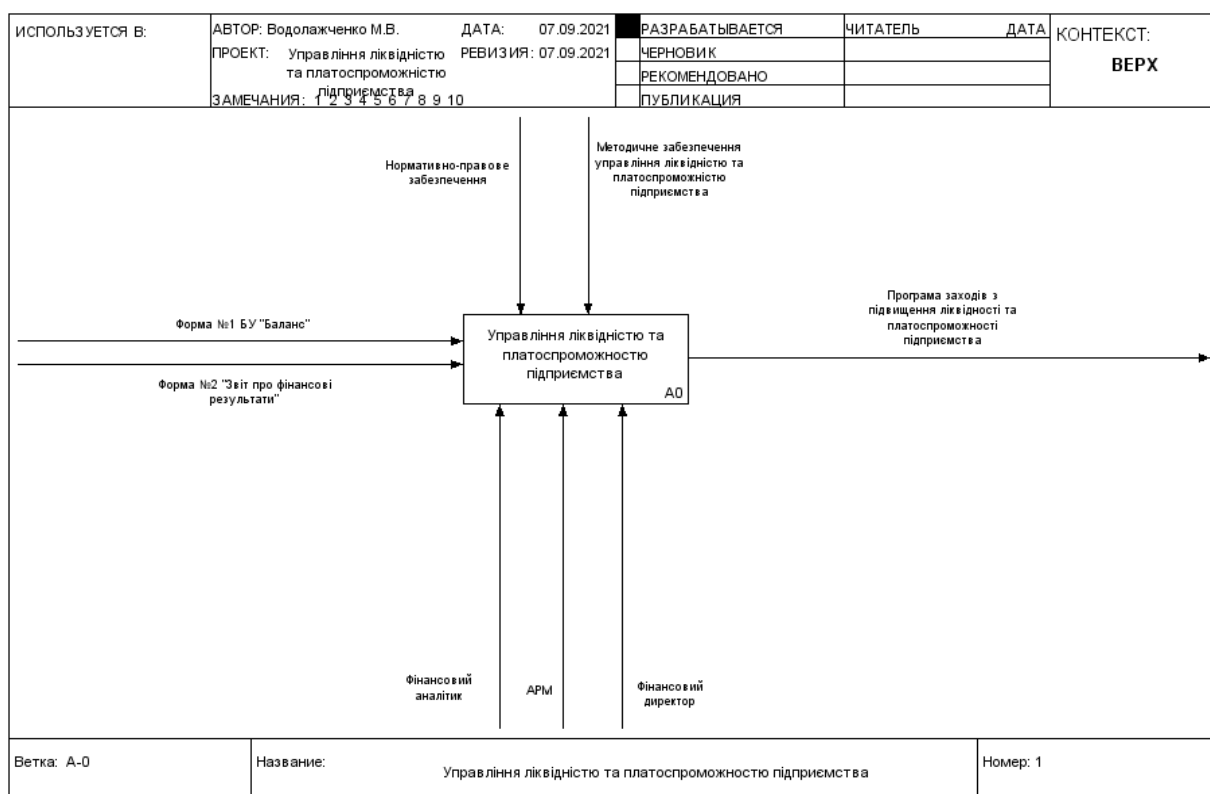 ИСПОЛЬЗУЕТСЯ В:
АВТОР: Водолажченко М.В.
ДАТА: 07.09.2021
ПРОЕКТ: Управління ліквідністю
та платоспроможністю
підприємства
РЕВИЗИЯ: 07.09.2021
ЗАМЕЧАНИЯ: 1 2 3 4 5 6 7 8 9 10
РАЗРАБАТЫВАЕТСЯ
ЧЕРНОВИК
РЕКОМЕНДОВАНО
ПУБЛИКАЦИЯ
ЧИТАТЕЛЬ ДАТА
КОНТЕКСТ:
ВЕРХ
Нормативно-правове
забезпечення
Методичне забезпечення
управління ліквідністю та
платоспроможністю
підприємства
Форма №1 БУ "Баланс"
Форма №2 "Звіт про фінансові
результати"
Управління ліквідністю та
платоспроможностю
підприємства
A0
Програма заходів з
підвищення ліквідності та
платоспроможності
підприємства
Фінансовий
аналітик
АРМ
Фінансовий
директор
Ветка: A-0
Название:
Управління ліквідністю та платоспроможностю підприємства
Номер: 1